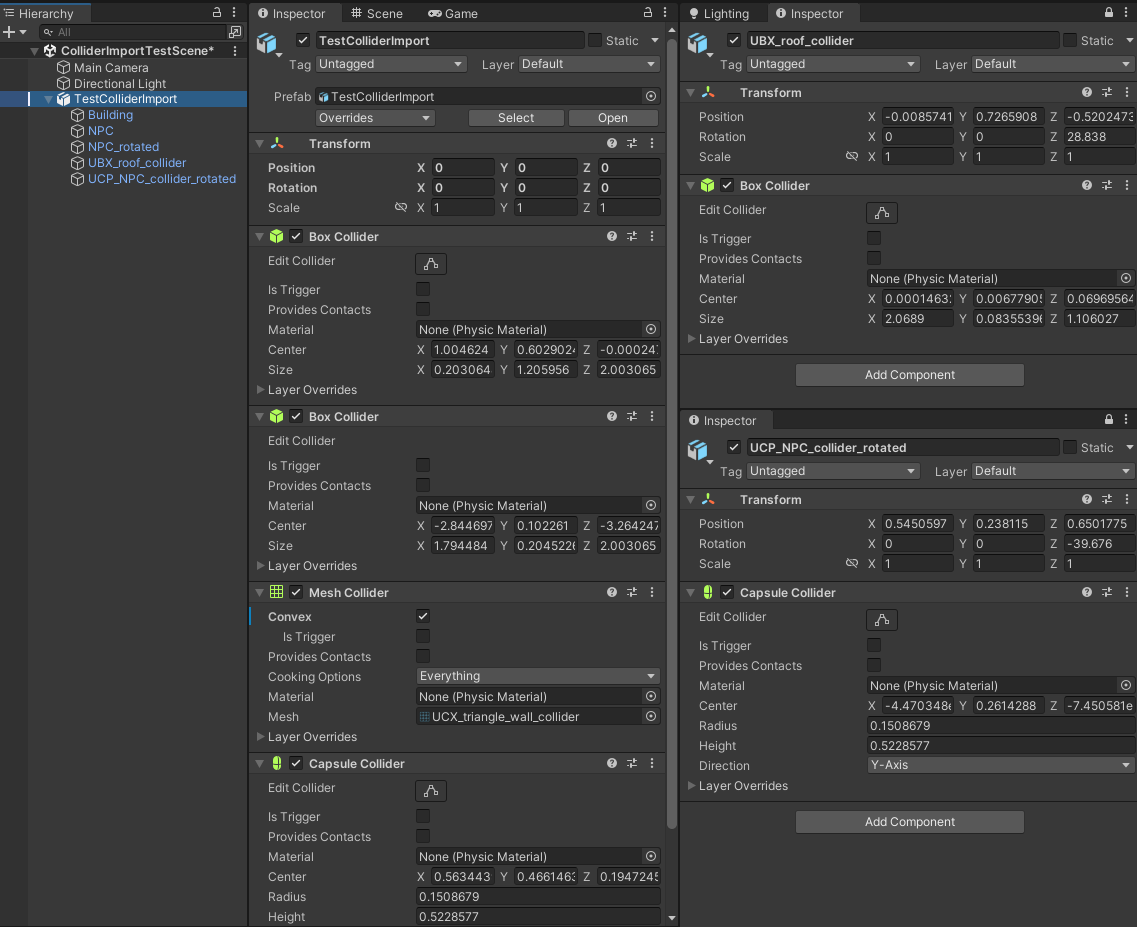 Hierarchy
All
ColliderImportTestScene*
Main Camera
Directional Light
TestColliderImport
Building
NPC
NPC_rotated
UBX_roof_collider
UCP_NPC_collider_rotated
Inspector
Scene
Game
TestColliderImport
Static
Tag Untagged Layer Default
Prefab TestColliderImport
Overrides Select Open
Transform
Position X 0 Y 0 Z 0
Rotation X 0 Y 0 Z 0
Scale X 1 Y 1 Z 1
Box Collider
Edit Collider
Is Trigger
Provides Contacts
Material None (Physic Material)
Center X 1.004624 Y 0.6029024 Z -0.000247
Size X 0.203064 Y 1.205956 Z 2.003065
Layer Overrides
Box Collider
Edit Collider
Is Trigger
Provides Contacts
Material None (Physic Material)
Center X -2.844697 Y 0.102261 Z -3.264247
Size X 1.794484 Y 0.2045226 Z 2.003065
Layer Overrides
Mesh Collider
Convex
Is Trigger
Provides Contacts
Cooking Options Everything
Material None (Physic Material)
Mesh UCX_triangle_wall_collider
Layer Overrides
Capsule Collider
Edit Collider
Is Trigger
Provides Contacts
Material None (Physic Material)
Center X 0.563443 Y 0.4661463 Z 0.1947245
Radius 0.1508679
Height 0.5228577
Lighting
Inspector
UBX_roof_collider
Static
Tag Untagged Layer Default
Transform
Position X -0.0085741 Y 0.7265908 Z -0.5202473
Rotation X 0 Y 0 Z 28.838
Scale X 1 Y 1 Z 1
Box Collider
Edit Collider
Is Trigger
Provides Contacts
Material None (Physic Material)
Center X 0.0001463 Y 0.0067790 Z 0.06969564
Size X 2.0689 Y 0.0835539 Z 1.106027
Layer Overrides
Add Component
Inspector
UCP_NPC_collider_rotated
Static
Tag Untagged Layer Default
Transform
Position X 0.5450597 Y 0.238115 Z 0.6501775
Rotation X 0 Y 0 Z -39.676
Scale X 1 Y 1 Z 1
Capsule Collider
Edit Collider
Is Trigger
Provides Contacts
Material None (Physic Material)
Center X -4.470348e Y 0.2614288 Z -7.450581e
Radius 0.1508679
Height 0.5228577
Direction Y-Axis
Layer Overrides
Add Component